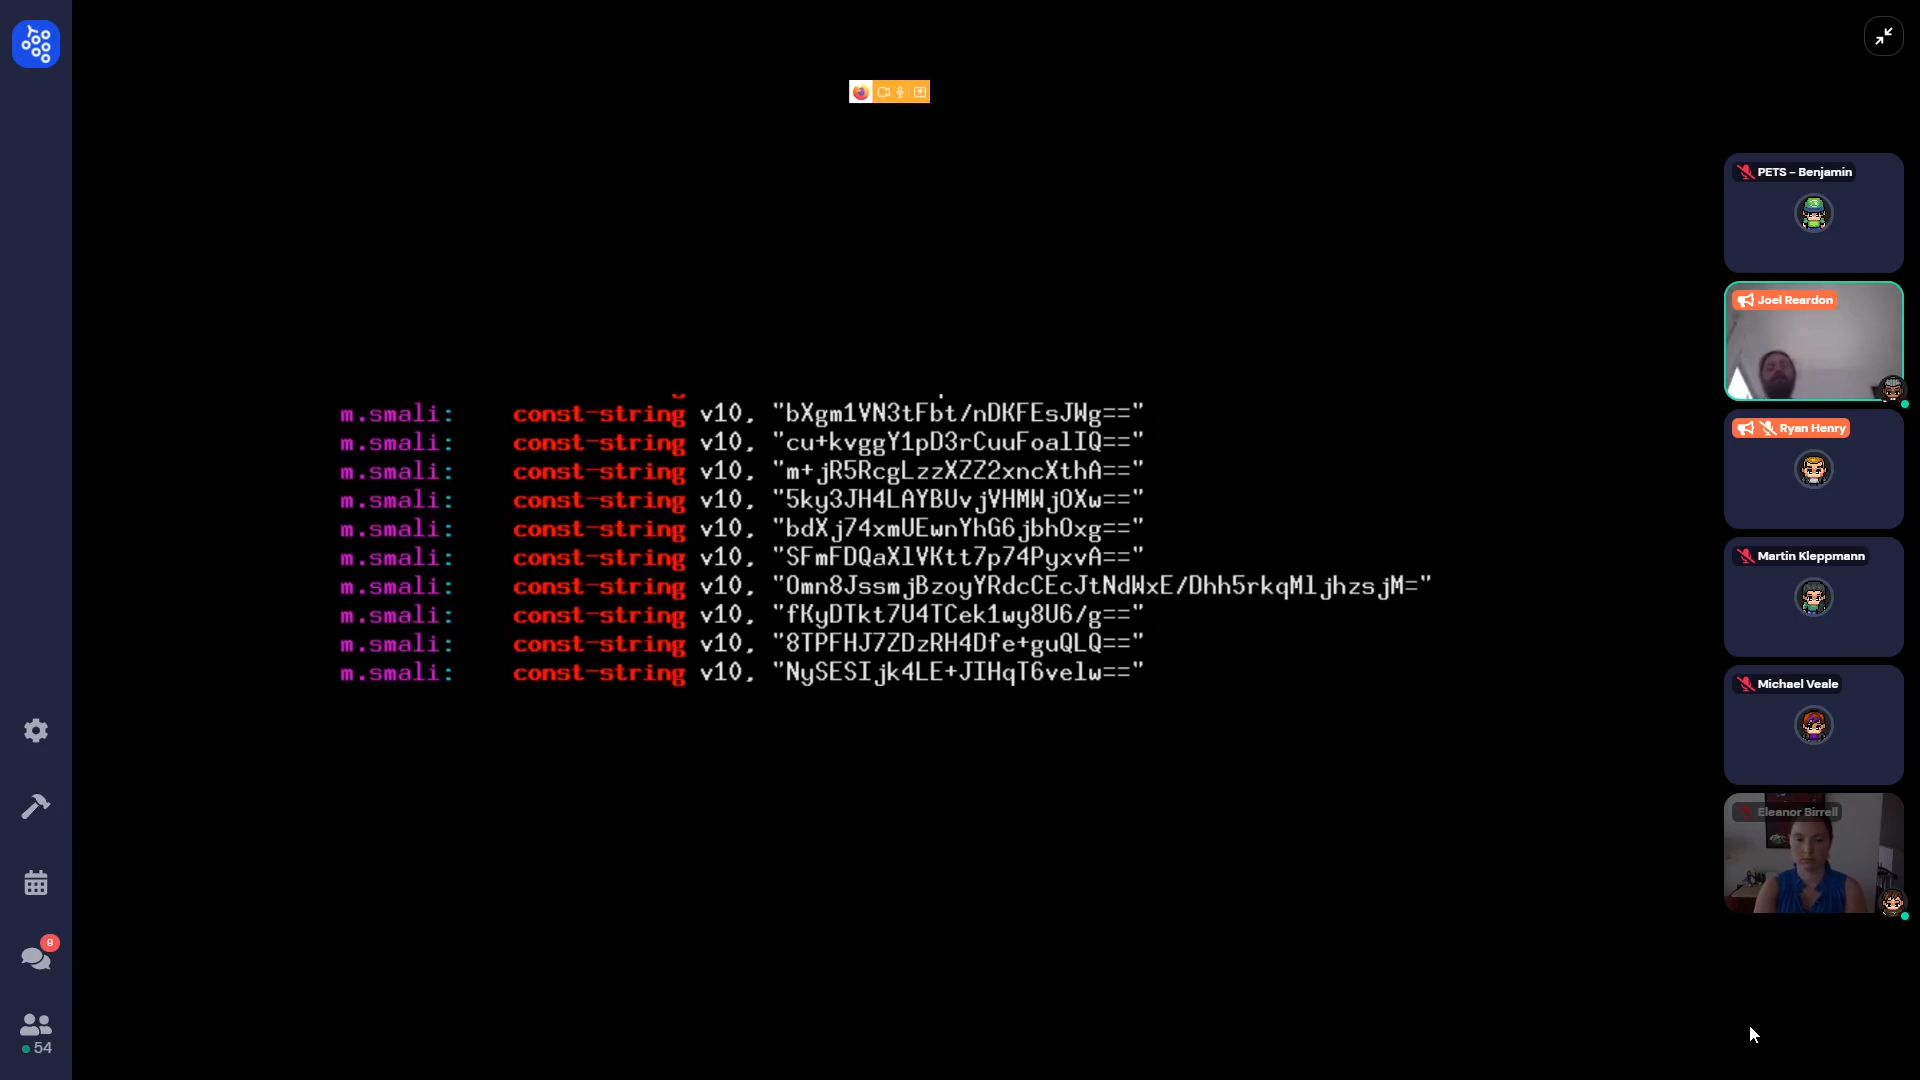 m.smali: const-string v10, "bXgm1VN3tFbt/nDKFEsJWg=="
m.smali: const-string v10, "cu+kvggY1pD3rCuuFoalIQ=="
m.smali: const-string v10, "m+jR5RcgLzzXZZ2xncXthA=="
m.smali: const-string v10, "5ky3JH4LAYBUvjVHMWjOXw=="
m.smali: const-string v10, "bdXj74xmUEwnYhG6jbhOxg=="
m.smali: const-string v10, "SFmFDQaXlVKtt7p74PyxvA=="
m.smali: const-string v10, "Omn8JssmjBzoyYRdcCEcJtNdWxE/Dhh5rkqMljhzsjM="
m.smali: const-string v10, "fKyDTkt7U4TCek1wy8U6/g=="
m.smali: const-string v10, "8TPFHJ7ZDzRH4Dfe+guQLQ=="
m.smali: const-string v10, "NySESIjk4LE+JIHqT6velw=="
PETS - Benjamin
Joel Reardon
Ryan Henry
Martin Kleppmann
Michael Veale
Eleanor Birrell
9
54